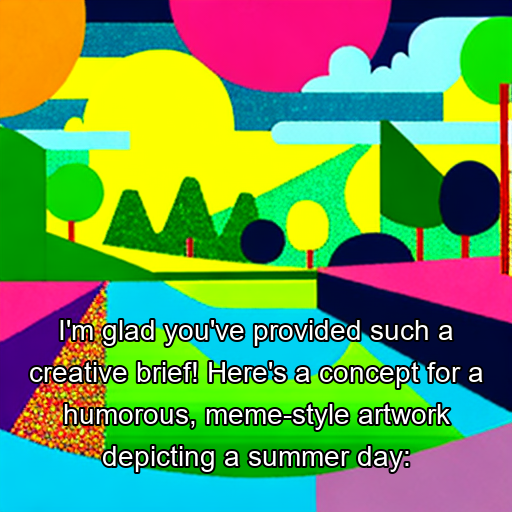 I'm glad you've provided such a
creative brief! Here's a concept for a
humorous, meme-style artwork
depicting a summer day: